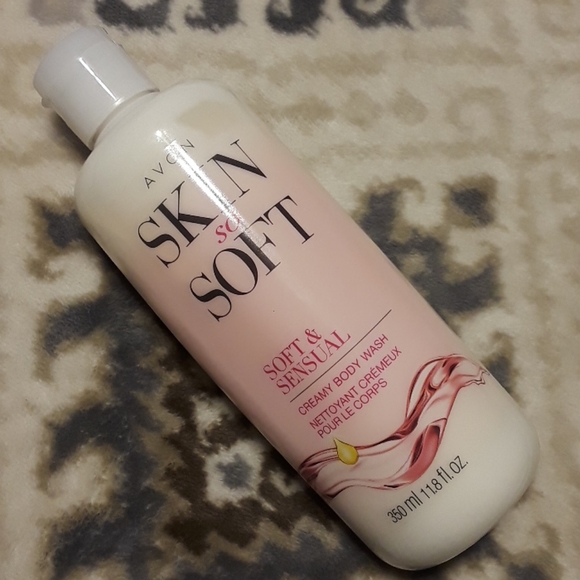 AVON
SKIN
so
SOFT
SOFT &
SENSUAL
CREAMY BODY WASH
NETTOYANT CRÉMEUX
POUR LE CORPS
350 ml 11.8 fl.oz.